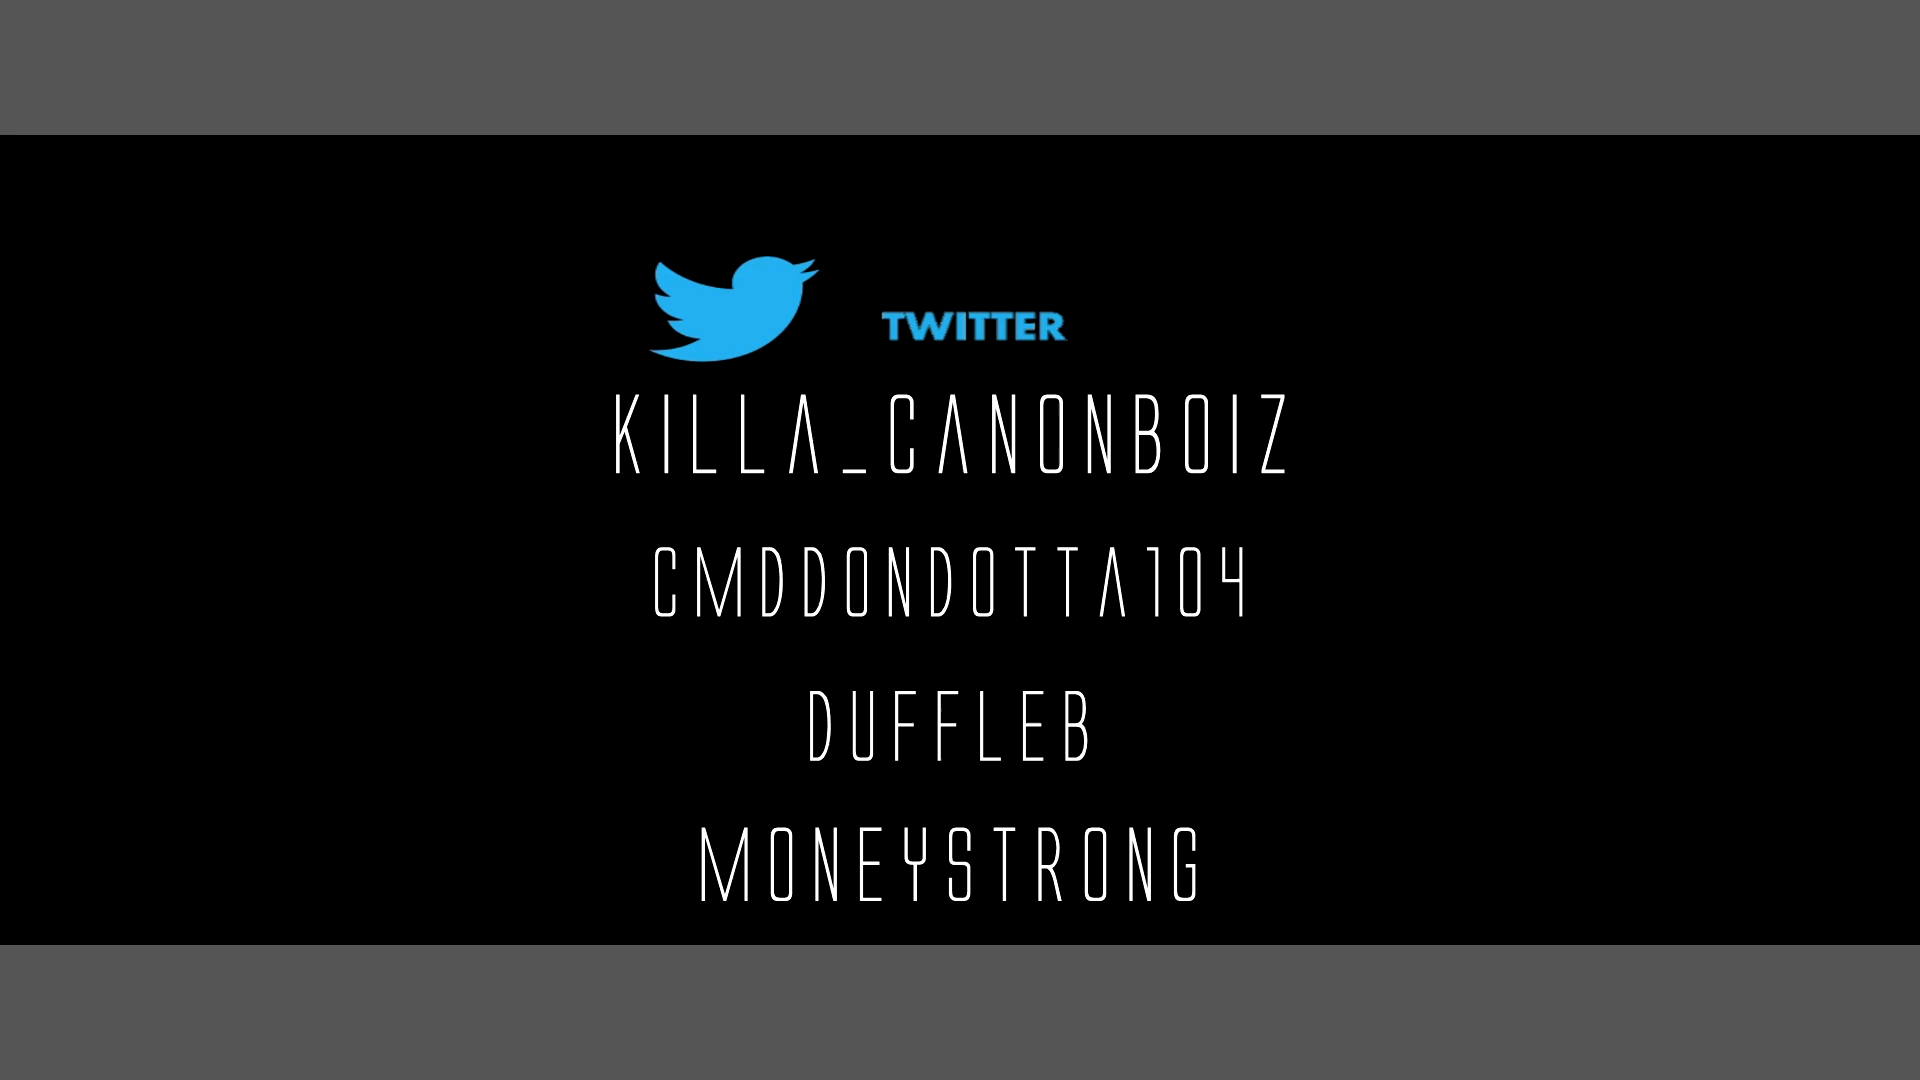 TWITTER
KILLA_CANONBOIZ
CMDDONDOTTA104
DUFFLEB
MONEYSTRONG